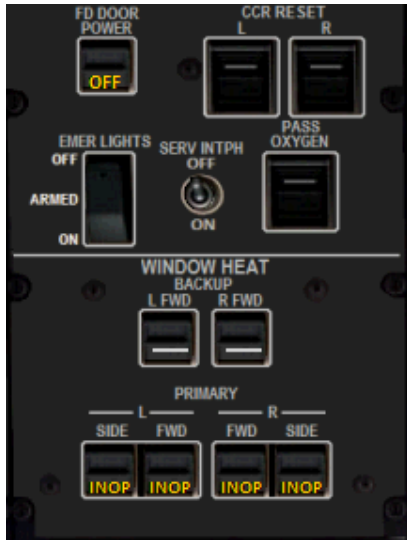 FD DOOR
POWER
OFF
CCR RESET
L R
EMER LIGHTS
OFF
ARMED
ON
SERV INTPH
OFF
ON
PASS
OXYGEN
WINDOW HEAT
BACKUP
L FWD R FWD
PRIMARY
L R
SIDE FWD FWD SIDE
INOP INOP INOP INOP